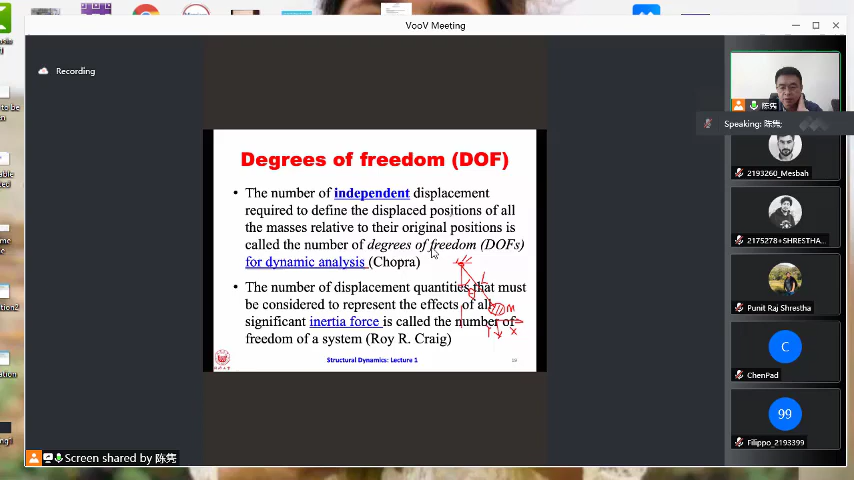 VooV Meeting
Recording
陈隽
Speaking: 陈隽;
Degrees of freedom (DOF)
• The number of independent displacement
required to define the displaced positions of all
the masses relative to their original positions is
called the number of degrees of freedom (DOFs)
for dynamic analysis (Chopra)
• The number of displacement quantities that must
be considered to represent the effects of all
significant inertia force is called the number of
freedom of a system (Roy R. Craig)
L
θ
M
Y
X
Structural Dynamics: Lecture 1
19
2193260_Mesbah
2175278+SHRESTHA...
Punit Raj Shrestha
C
ChenPad
99
Filippo_2193399
Screen shared by 陈隽